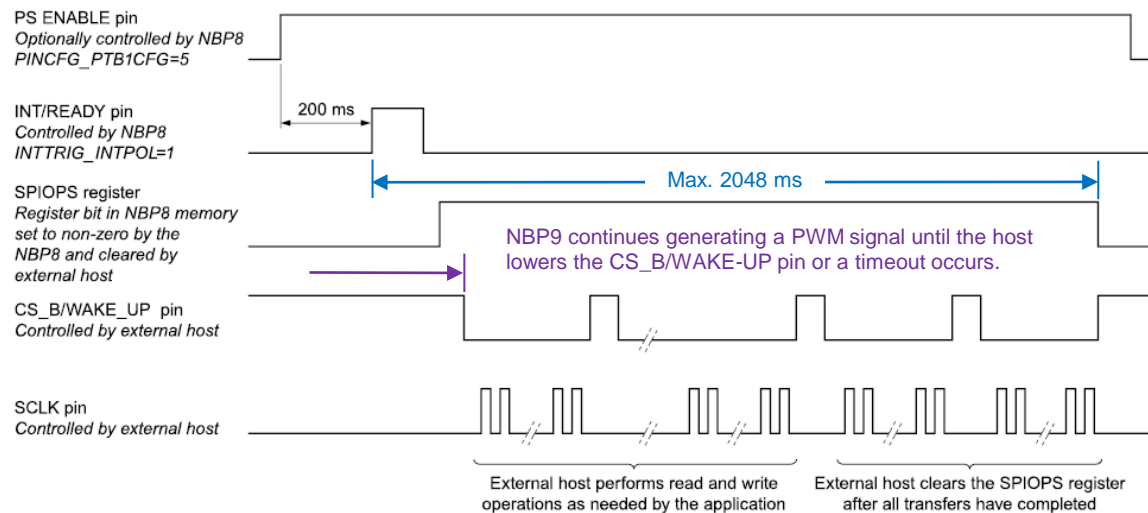 PS ENABLE pin
Optionally controlled by NBP8
PINCFG_PTB1CFG=5
200 ms
INT/READY pin
Controlled by NBP8
INTTRIG_INTPOL=1
Max. 2048 ms
SPIOPS register
Register bit in NBP8 memory
set to non-zero by the
NBP8 and cleared by
external host
NBP9 continues generating a PWM signal until the host
lowers the CS_B/WAKE-UP pin or a timeout occurs.
CS_B/WAKE_UP pin
Controlled by external host
SCLK pin
Controlled by external host
External host performs read and write
operations as needed by the application
External host clears the SPIOPS register
after all transfers have completed